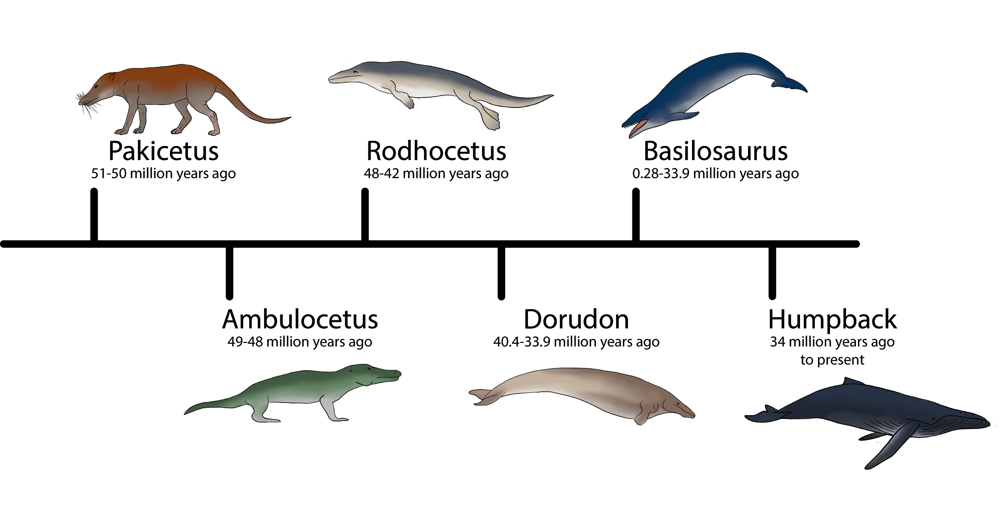 Pakicetus
51-50 million years ago
Rodhocetus
48-42 million years ago
Basilosaurus
0.28-33.9 million years ago
Ambulocetus
49-48 million years ago
Dorudon
40.4-33.9 million years ago
Humpback
34 million years ago
to present